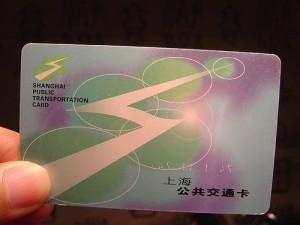 SHANGHAI
PUBLIC
TRANSPORTATION
CARD
上海
公共交通卡